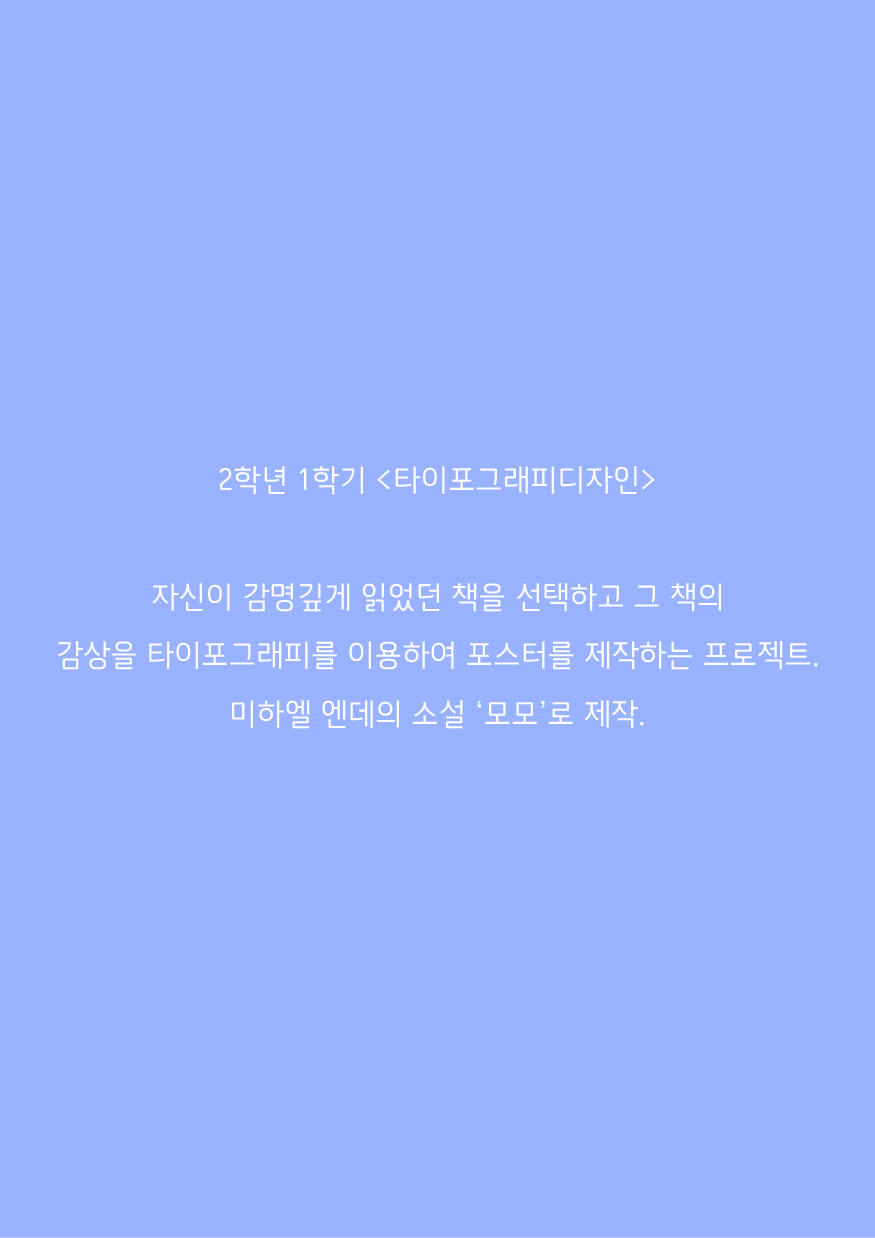 2학년 1학기 <타이포그래피디자인>
자신이 감명깊게 읽었던 책을 선택하고 그 책의
감상을 타이포그래피를 이용하여 포스터를 제작하는 프로젝트.
미하엘 엔데의 소설 ‘모모’로 제작.